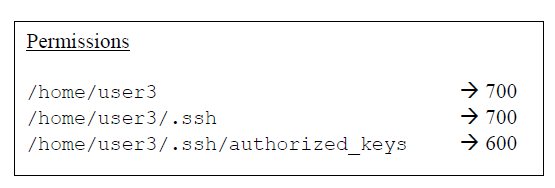 Permissions
/home/user3 → 700
/home/user3/.ssh → 700
/home/user3/.ssh/authorized_keys → 600